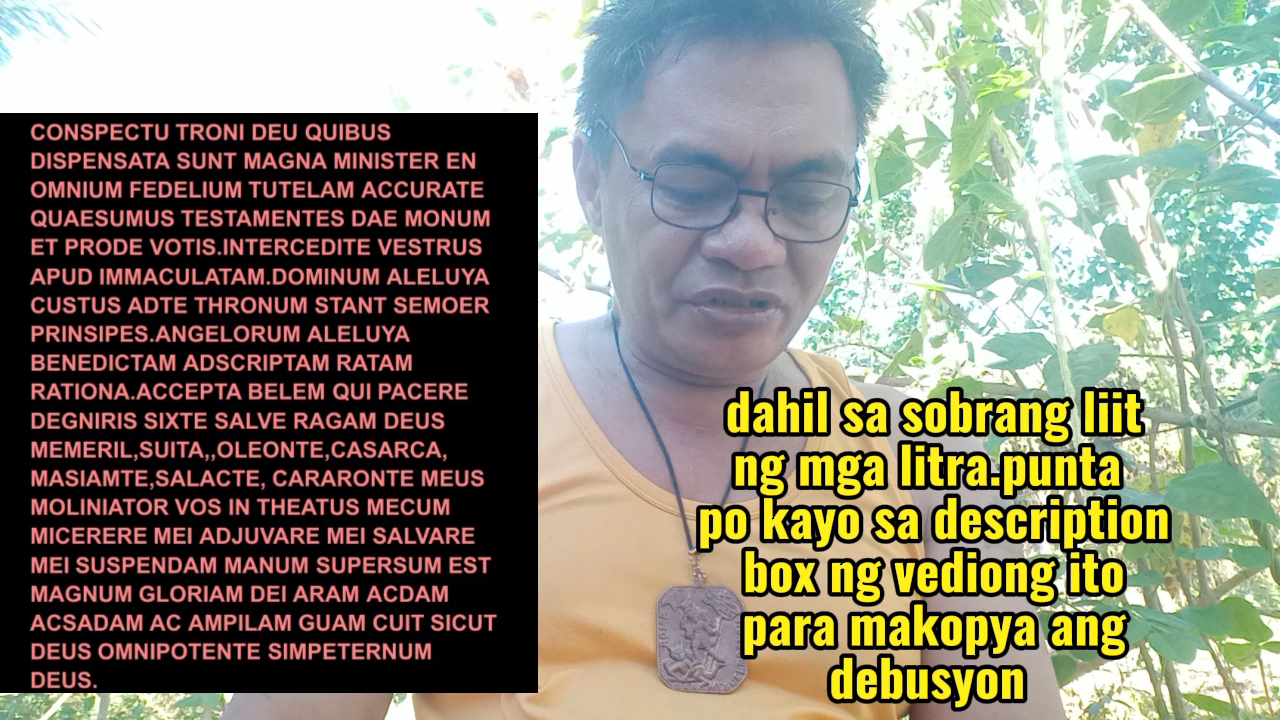 CONSPECTU TRONI DEU QUIBUS
DISPENSATA SUNT MAGNA MINISTER EN
OMNIUM FEDELIUM TUTELAM ACCURATE
QUAESUMUS TESTAMENTES DAE MONUM
ET PRODE VOTIS.INTERCEDITE VESTRUS
APUD IMMACULATAM.DOMINUM ALELUYA
CUSTUS ADTE THRONUM STANT SEMOER
PRINSIPES.ANGELORUM ALELUYA
BENEDICTAM ADSCRIPTAM RATAM
RATIONA.ACCEPTA BELEM QUI PACERE
DEGNIRIS SIXTE SALVE RAGAM DEUS
MEMERIL,SUITA,,OLEONTE,CASARCA,
MASIAMTE,SALACTE, CARARONTE MEUS
MOLINIATOR VOS IN THEATUS MECUM
MICERERE MEI ADJUVARE MEI SALVARE
MEI SUSPENDAM MANUM SUPERSUM EST
MAGNUM GLORIAM DEI ARAM ACDAM
ACSADAM AC AMPILAM GUAM CUIT SICUT
DEUS OMNIPOTENTE SIMPETERNUM
DEUS.
dahil sa sobrang liit
ng mga litra.punta
po kayo sa description
box ng vediong ito
para makopya ang
debusyon